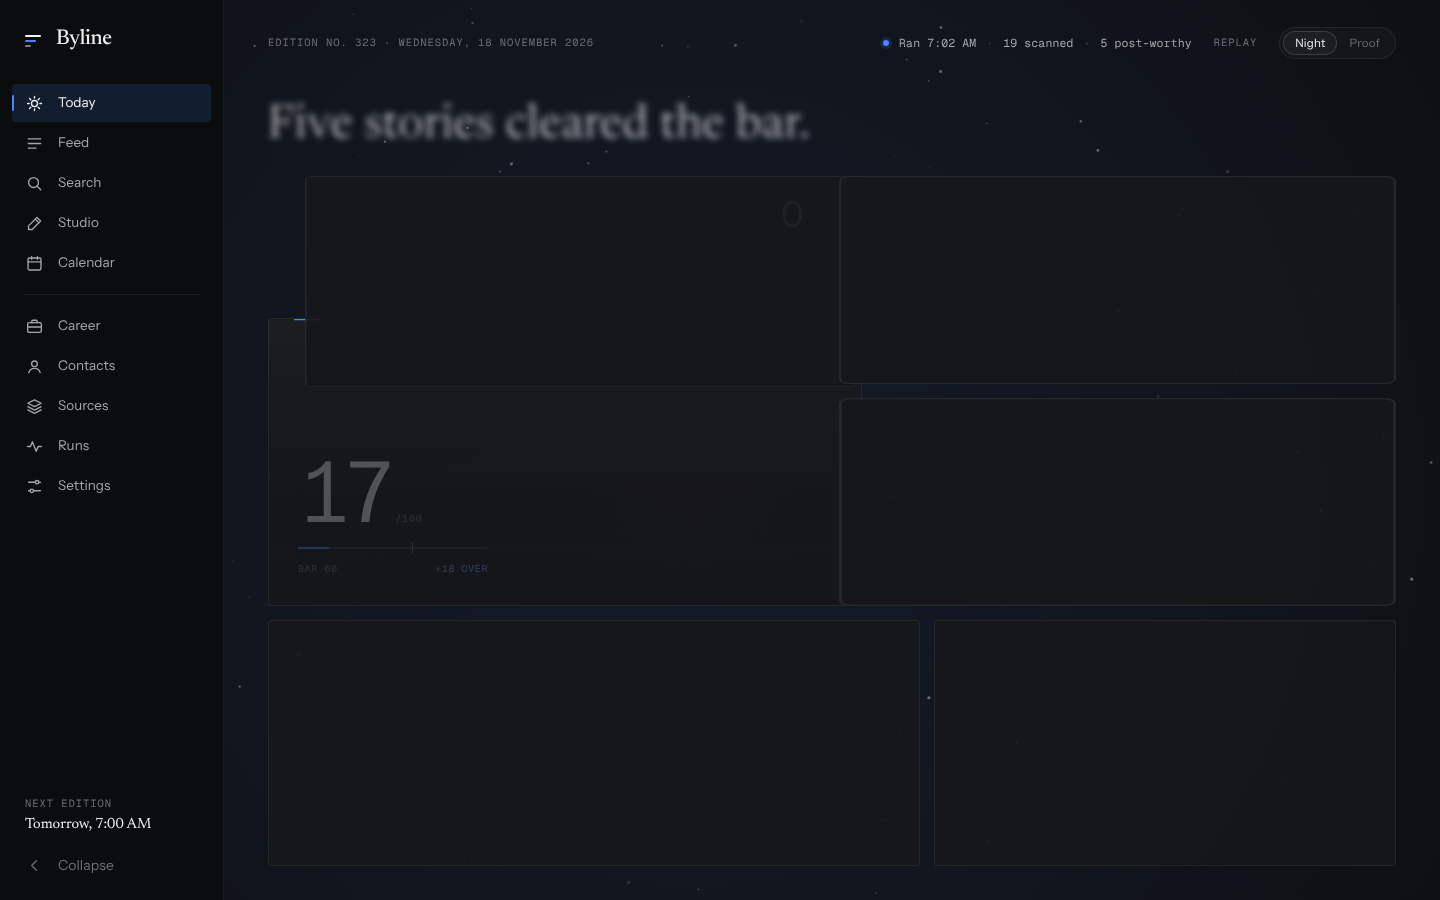 Byline
EDITION NO. 323 · WEDNESDAY, 18 NOVEMBER 2026
Ran 7:02 AM · 19 scanned · 5 post-worthy
REPLAY
Night
Proof
Today
Feed
Search
Studio
Calendar
Career
Contacts
Sources
Runs
Settings
Five stories cleared the bar.
0
17 /100
BAR 60
+18 OVER
NEXT EDITION
Tomorrow, 7:00 AM
Collapse